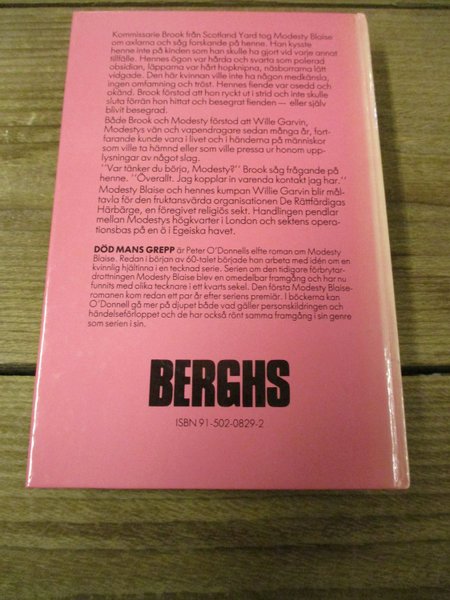 Kommissarie Brook från Scotland Yard tog Modesty Blaise
om axlarna och såg forskande på henne. Han kysste
henne inte på kinden som han skulle ha gjort vid varje annat
tillfälle. Hennes ögon var hårda och svarta som polerad
obsidian, läpparna var hårt hopknipna, näsborrarna lätt
vidgade. Den här kvinnan ville inte ha någon medkänsla,
ingen omfamning och tröst. Hennes fiende var osedd och
okänd. Brook förstod att hon ryckt ut i strid och inte skulle
sluta förrän hon hittat och besegrat fienden — eller själv
blivit besegrad.
Både Brook och Modesty förstod att Wille Garvin,
Modestys vän och vapendragare sedan många år, fort-
farande kunde vara i livet och i händerna på människor
som ville ta hämnd eller som ville pressa ur honom upp-
lysningar av något slag.
''Var tänker du börja, Modesty?'' Brook såg frågande på
henne. ''Överallt. Jag kopplar in varenda kontakt jag har.''
Modesty Blaise och hennes kumpan Willie Garvin blir mål-
tavla för den fruktansvärda organisationen De Rättfärdigas
Härbärge, en föregivet religiös sekt. Handlingen pendlar
mellan Modestys högkvarter i London och sektens opera-
tionsbas på en ö i Egeiska havet.
DÖD MANS GREPP är Peter O'Donnells elfte roman om Modesty
Blaise. Redan i början av 60-talet började han arbeta med idén om en
kvinnlig hjältinna i en tecknad serie. Serien om den tidigare förbrytar-
drottningen Modesty Blaise blev en omedelbar framgång och har nu
funnits med olika tecknare i ett kvarts sekel. Den första Modesty Blaise-
romanen kom redan ett par år efter seriens premiär. I böckerna kan
O'Donnell gå mer på djupet både vad gäller personskildringen och
händelseförloppet och de har också rönt samma framgång i sin genre
som serien i sin.
BERGHS
ISBN 91-502-0829-2